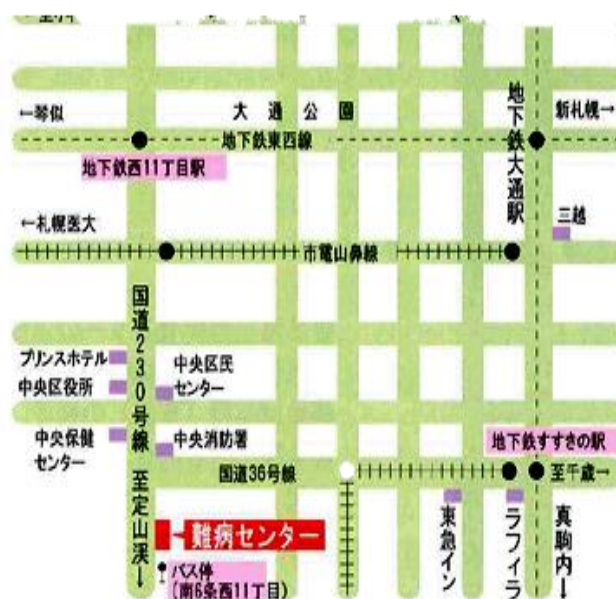 ←琴似
大通公園
新札幌→
地下鉄東西線
地下鉄大通駅
地下鉄西11丁目駅
三越
←札幌医大
市電山鼻線
国道230号線 至定山渓↓
プリンスホテル
中央区役所
中央区民
センター
中央保健
センター
中央消防署
地下鉄すすきの駅
国道36号線
至千歳→
難病センター
東急イン
ラフィラ
真駒内↓
バス停
(南6条西11丁目)